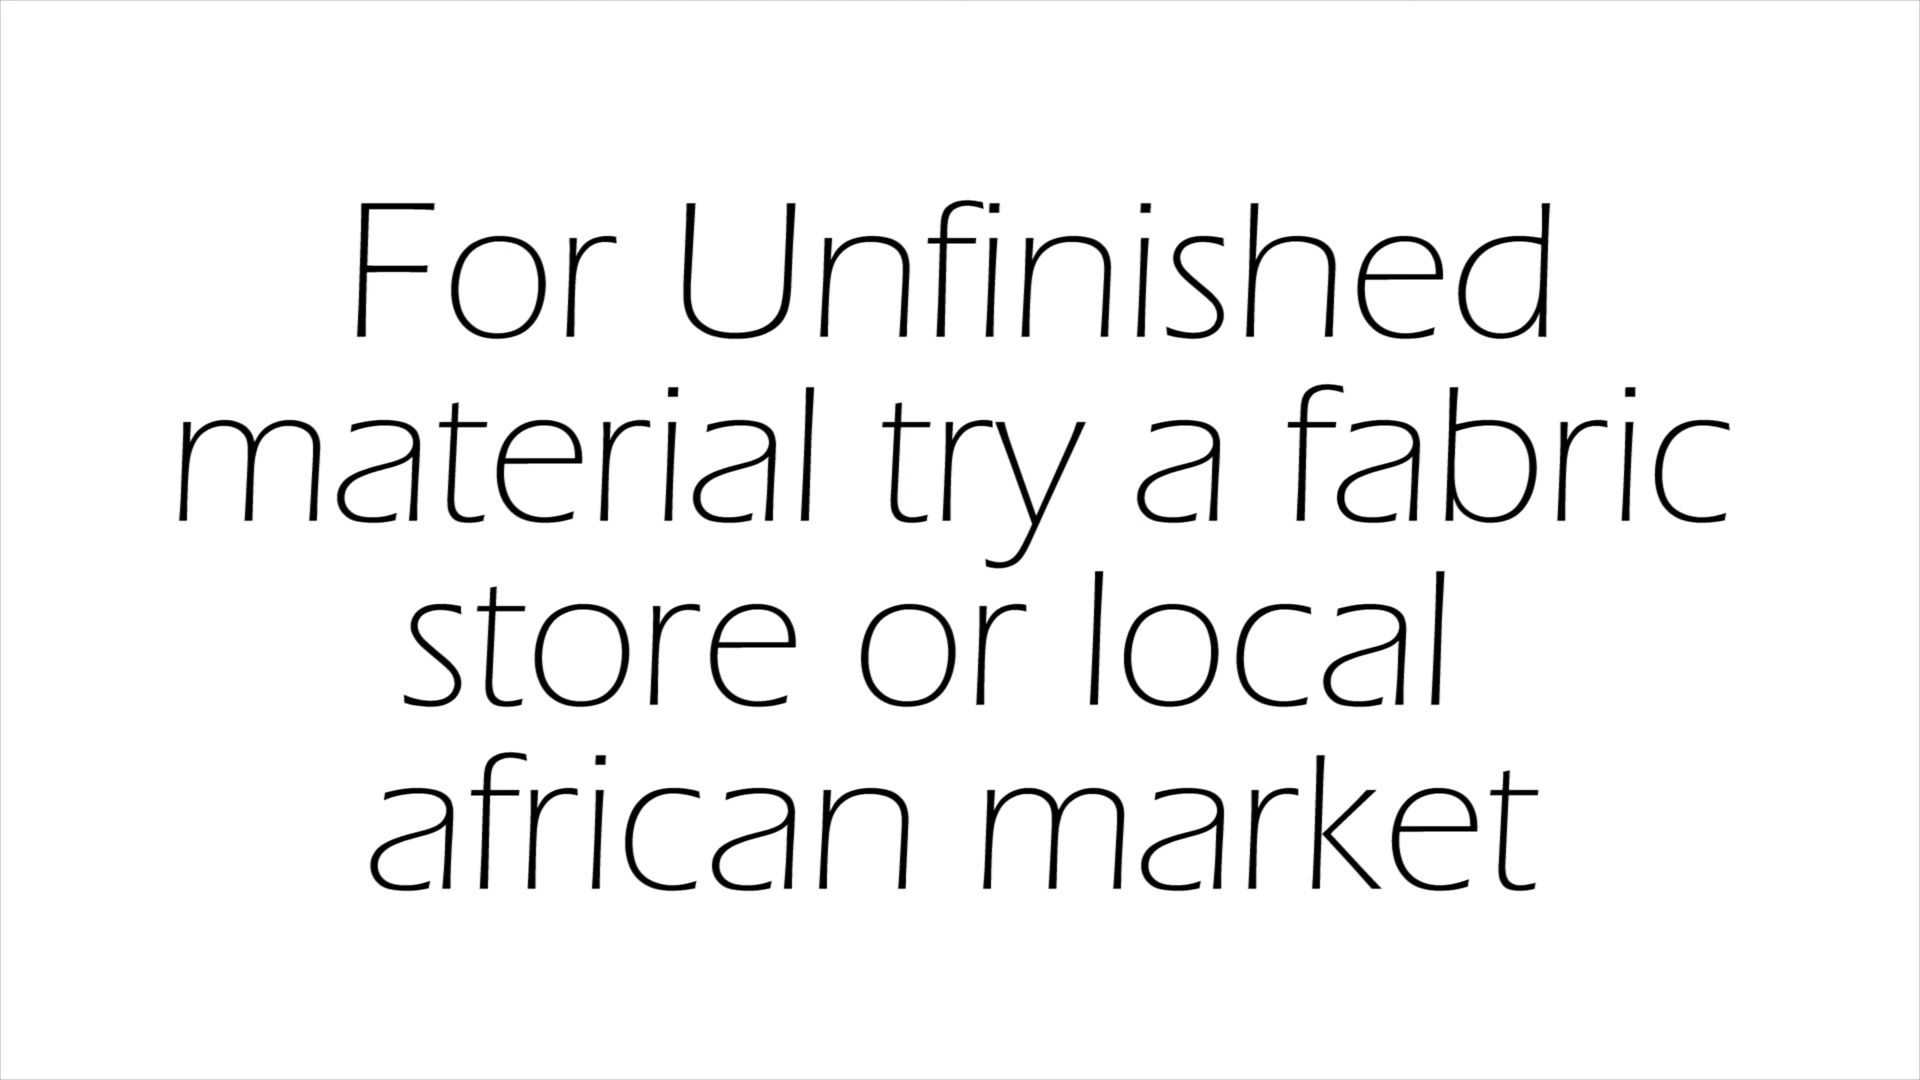 For Unfinished
material try a fabric
store or local
african market